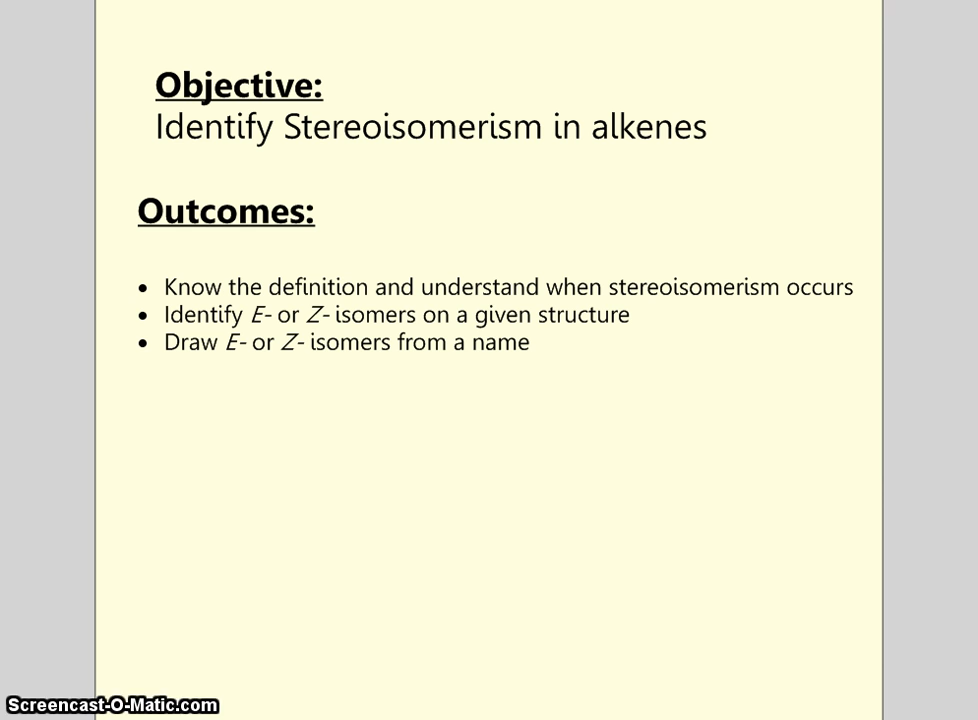 Objective:
Identify Stereoisomerism in alkenes
Outcomes:
• Know the definition and understand when stereoisomerism occurs
• Identify E- or Z- isomers on a given structure
• Draw E- or Z- isomers from a name
Screencast-O-Matic.com